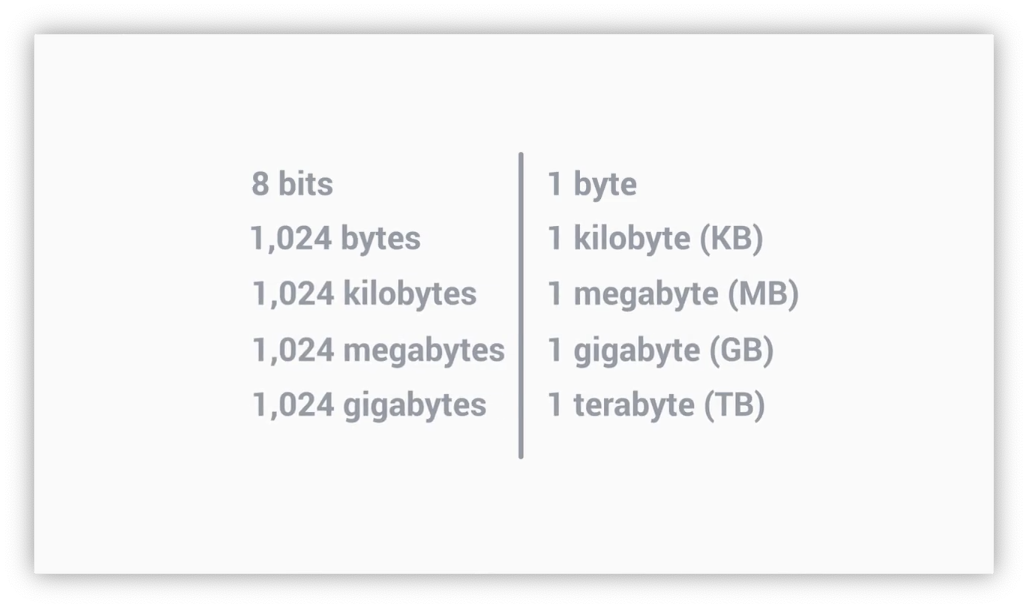 8 bits 1 byte
1,024 bytes 1 kilobyte (KB)
1,024 kilobytes 1 megabyte (MB)
1,024 megabytes 1 gigabyte (GB)
1,024 gigabytes 1 terabyte (TB)